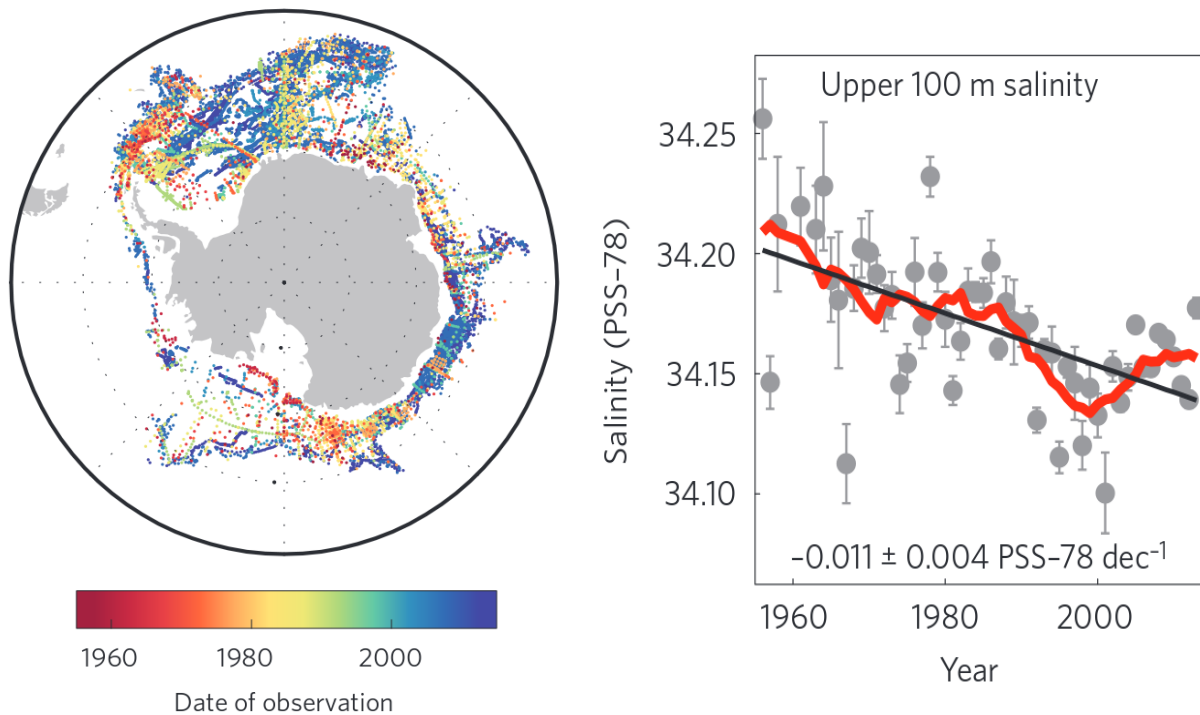 1960
1980
2000
Date of observation
Upper 100 m salinity
34.25
34.20
34.15
34.10
Salinity (PSS–78)
–0.011 ± 0.004 PSS–78 dec⁻¹
1960
1980
2000
Year